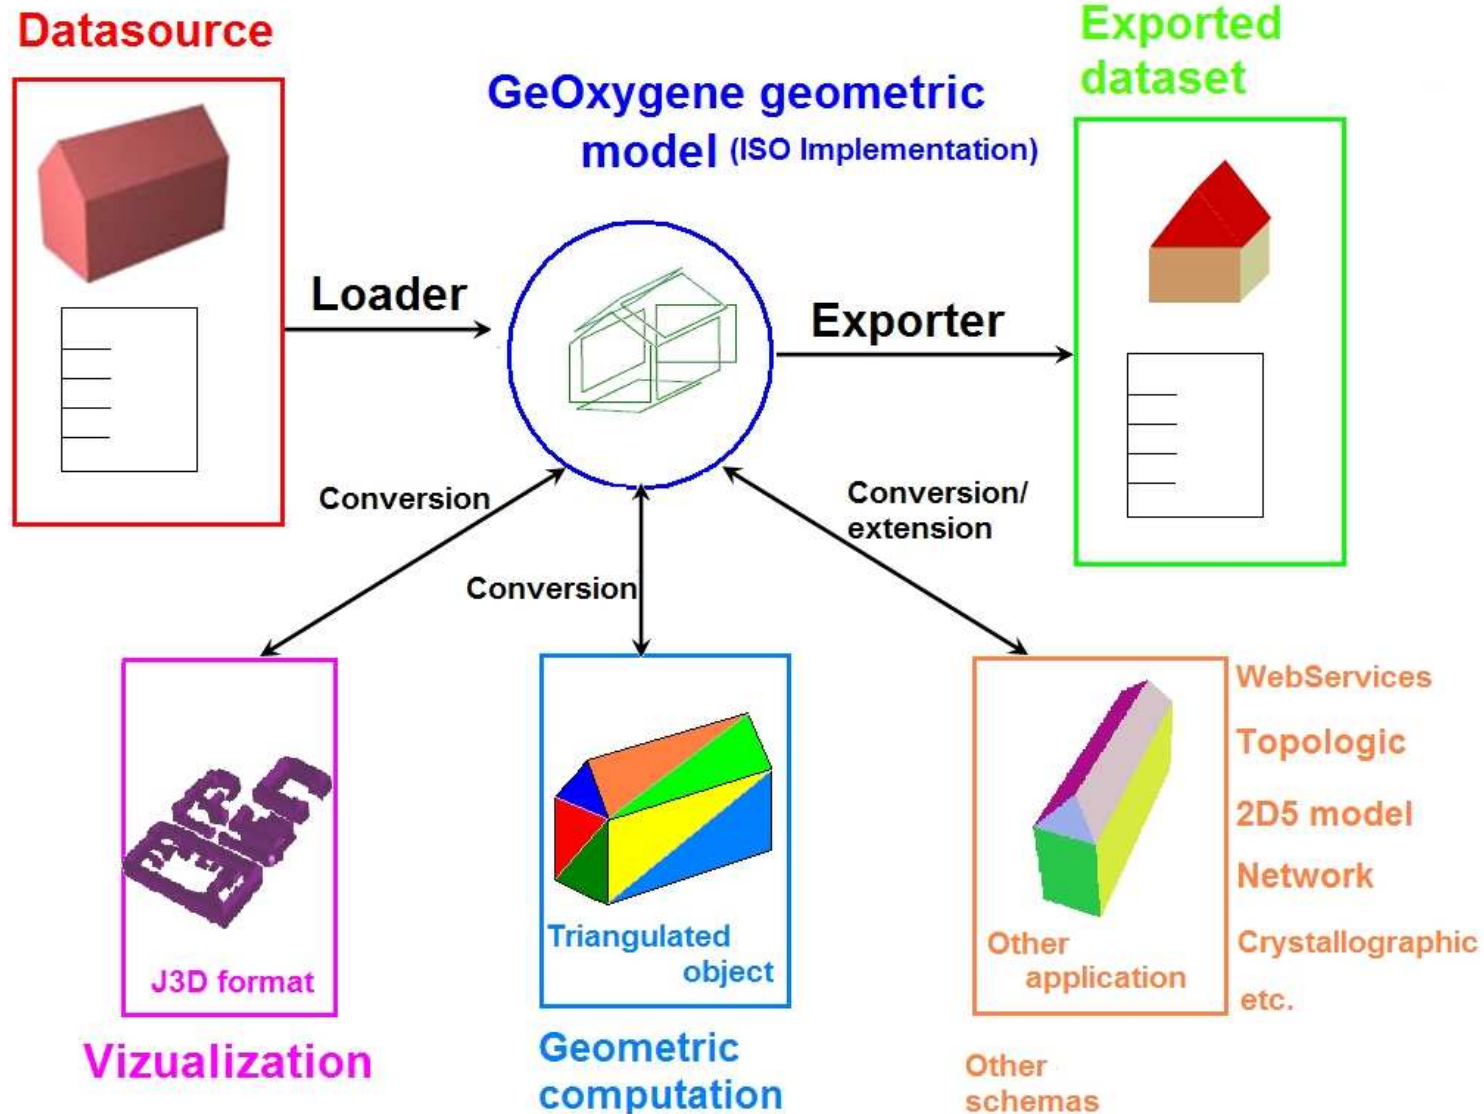 Datasource
GeOxygene geometric
model (ISO Implementation)
Exported
dataset
Loader
Exporter
Conversion
Conversion
Conversion/
extension
J3D format
Vizualization
Triangulated
object
Geometric
computation
Other
application
WebServices
Topologic
2D5 model
Network
Crystallographic
etc.
Other
schemas